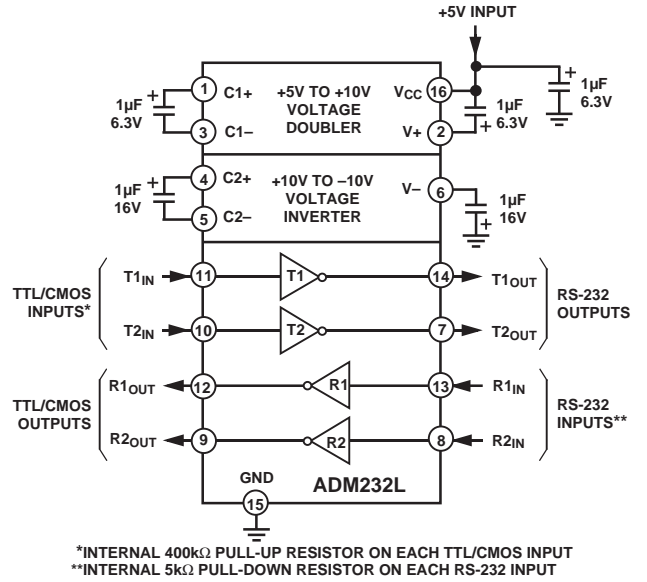 +5V INPUT
1 C1+
+5V TO +10V
VOLTAGE
DOUBLER
VCC 16
1µF
6.3V
3 C1–
V+ 2
1µF
6.3V
1µF
6.3V
4 C2+
+10V TO –10V
VOLTAGE
INVERTER
V– 6
1µF
16V
5 C2–
1µF
16V
TTL/CMOS
INPUTS*
T1IN 11 T1 14 T1OUT
T2IN 10 T2 7 T2OUT
RS-232
OUTPUTS
TTL/CMOS
OUTPUTS
R1OUT 12 R1 13 R1IN
R2OUT 9 R2 8 R2IN
RS-232
INPUTS**
GND
15
ADM232L
*INTERNAL 400kΩ PULL-UP RESISTOR ON EACH TTL/CMOS INPUT
**INTERNAL 5kΩ PULL-DOWN RESISTOR ON EACH RS-232 INPUT